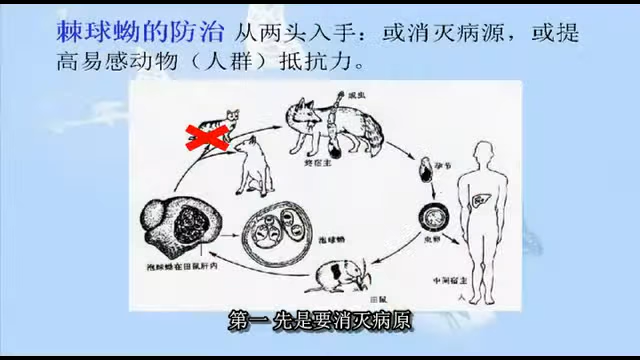 棘球蚴的防治 从两头入手：或消灭病源，或提
高易感动物（人群）抵抗力。
成虫
终宿主
孕节
虫卵
泡球蚴
泡球蚴在田鼠肝内
田鼠
中间宿主
人
第一 先是要消灭病原